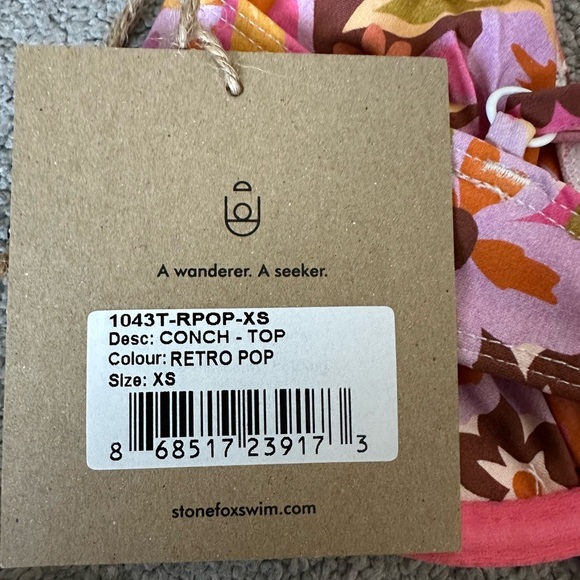 A wanderer. A seeker.
1043T-RPOP-XS
Desc: CONCH - TOP
Colour: RETRO POP
Size: XS
8 68517 23917 3
stonefoxswim.com